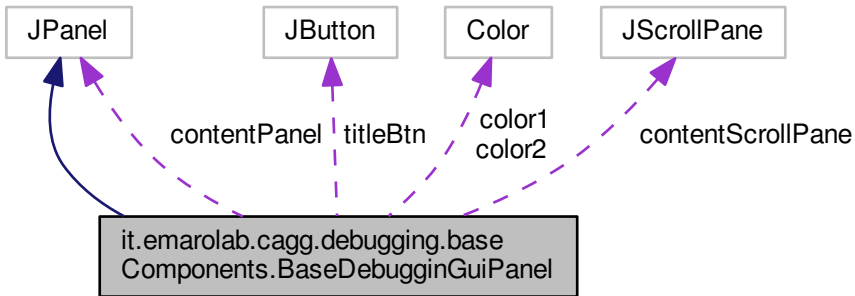 JPanel
JButton
Color
JScrollPane
contentPanel
titleBtn
color1
color2
contentScrollPane
it.emarolab.cagg.debugging.base
Components.BaseDebugginGuiPanel